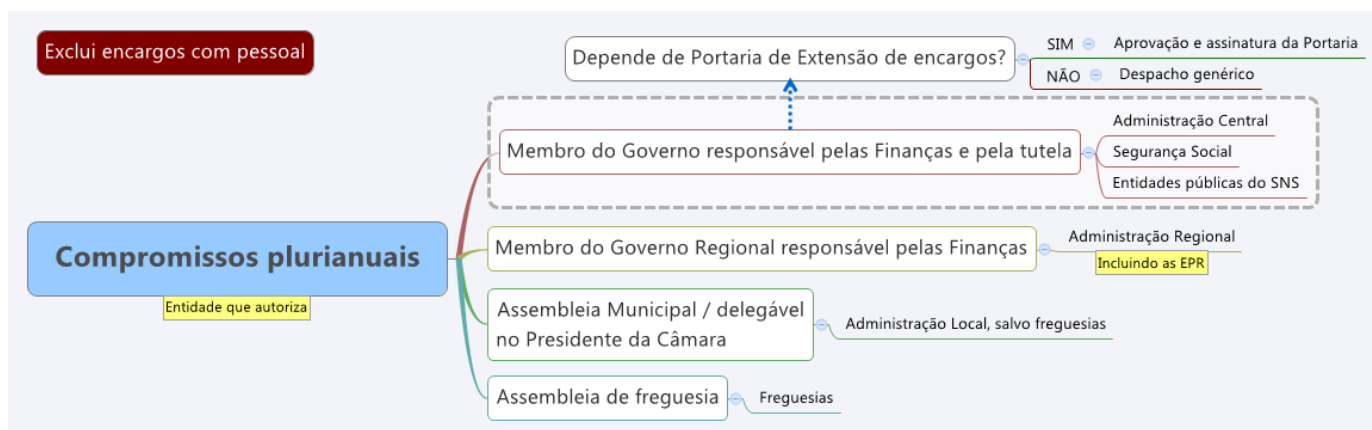 Exclui encargos com pessoal
Depende de Portaria de Extensão de encargos?
SIM
Aprovação e assinatura da Portaria
NÃO
Despacho genérico
Membro do Governo responsável pelas Finanças e pela tutela
Administração Central
Segurança Social
Entidades públicas do SNS
Compromissos plurianuais
Entidade que autoriza
Membro do Governo Regional responsável pelas Finanças
Administração Regional
Incluindo as EPR
Assembleia Municipal / delegável
no Presidente da Câmara
Administração Local, salvo freguesias
Assembleia de freguesia
Freguesias